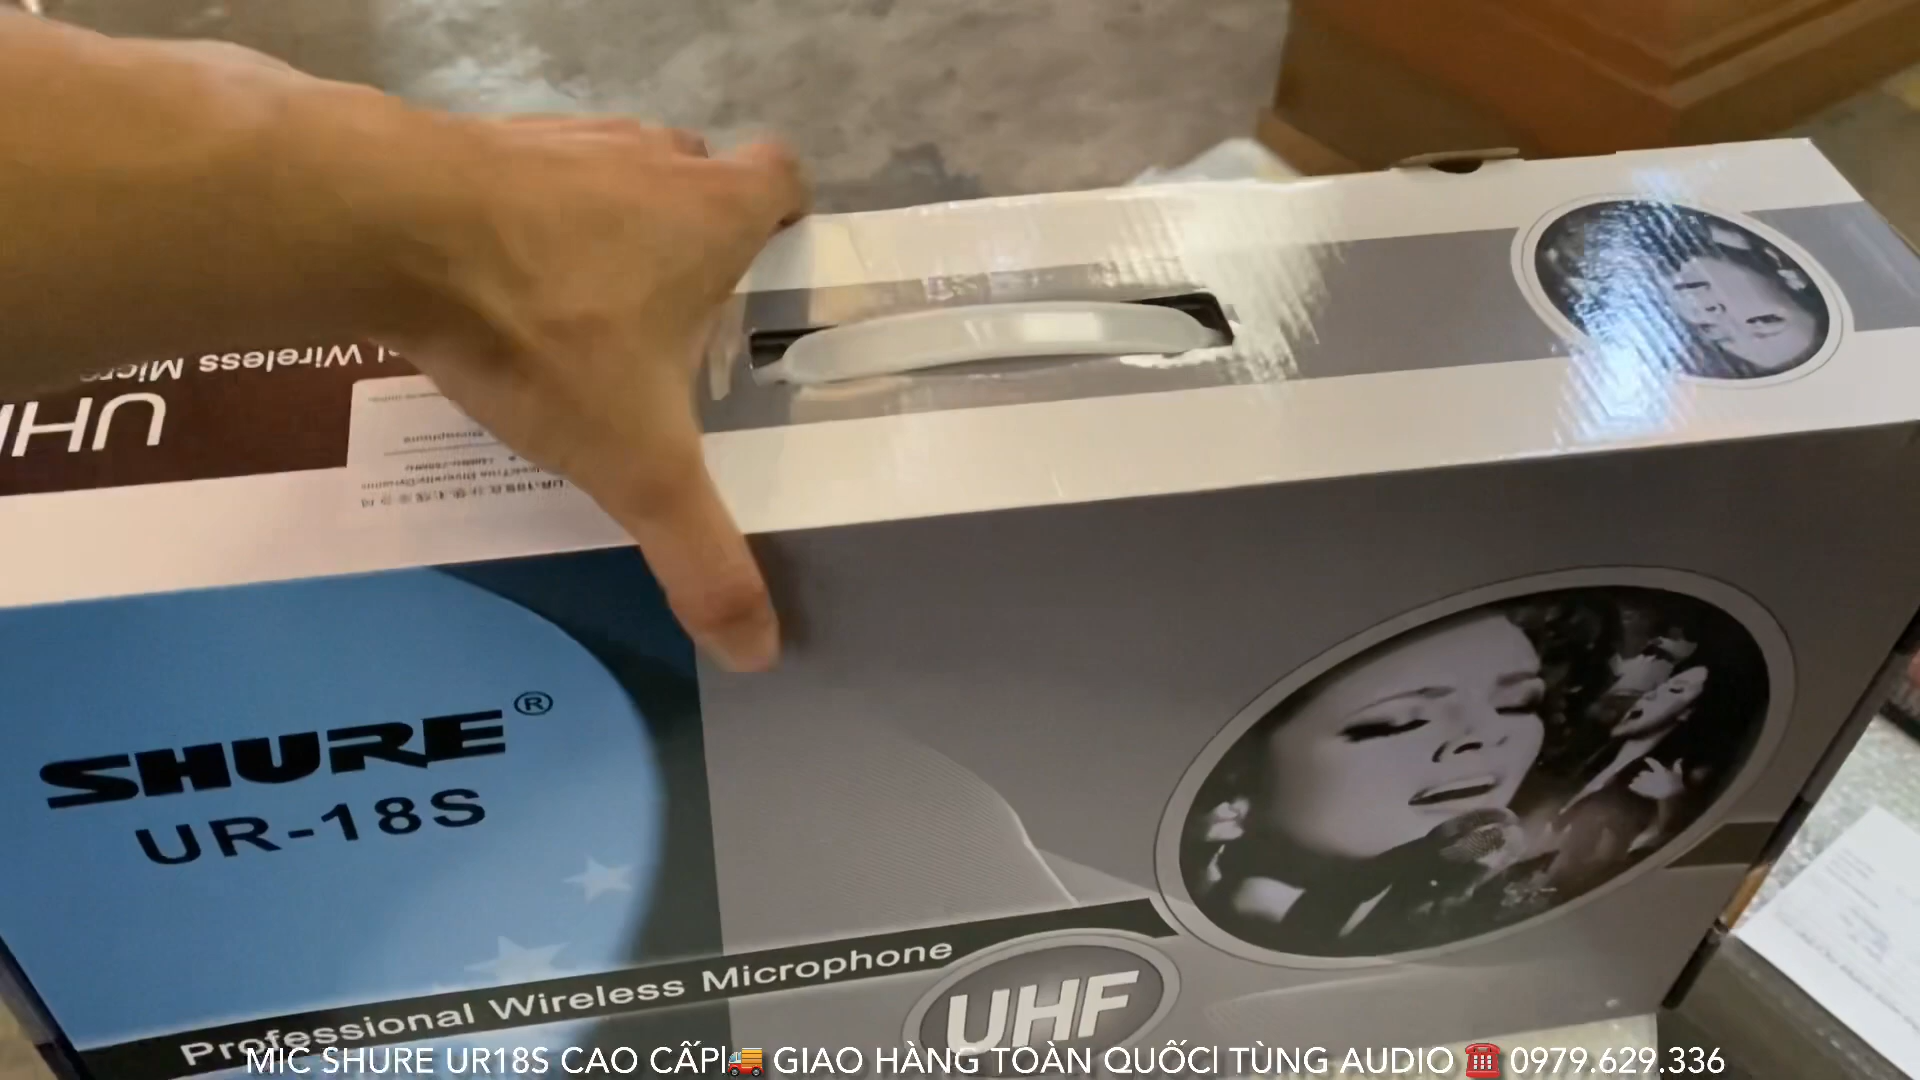 Wireless
UHF
SHURE®
UR-18S
Professional Wireless Microphone
UHF
MIC SHURE UR18S CAO CẤP|🚚 GIAO HÀNG TOÀN QUỐC| TÙNG AUDIO ☎️ 0979.629.336